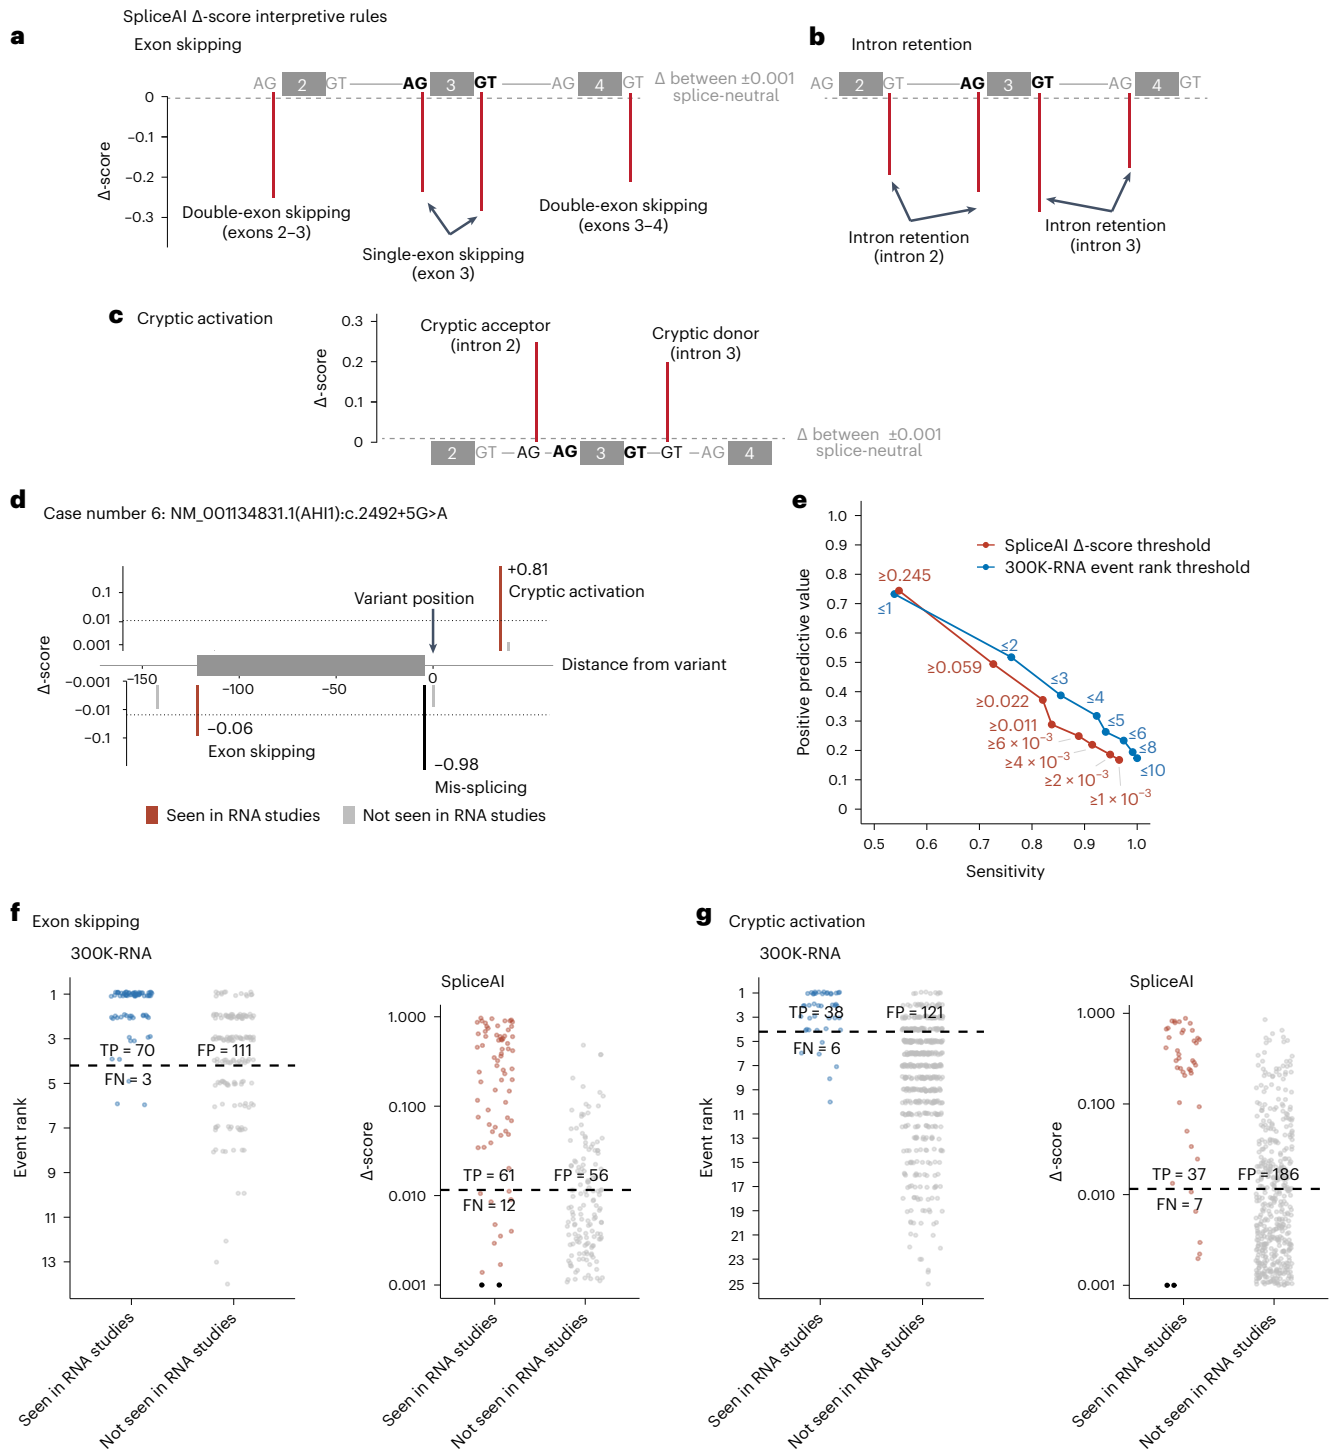 SpliceAI Δ-score interpretive rules
a
Exon skipping
AG 2 GT AG 3 GT AG 4 GT
Δ between ±0.001
splice-neutral
0
−0.1
−0.2
−0.3
Δ-score
Double-exon skipping
(exons 2–3)
Single-exon skipping
(exon 3)
Double-exon skipping
(exons 3–4)
b
Intron retention
AG 2 GT AG 3 GT AG 4 GT
Intron retention
(intron 2)
Intron retention
(intron 3)
c
Cryptic activation
0.3
0.2
0.1
0
Δ-score
Cryptic acceptor
(intron 2)
Cryptic donor
(intron 3)
2 GT AG AG 3 GT GT AG 4
Δ between ±0.001
splice-neutral
d
Case number 6: NM_001134831.1(AHI1):c.2492+5G>A
0.1
0.01
0.001
−0.001
−0.01
−0.1
Δ-score
+0.81
Cryptic activation
Variant position
Distance from variant
−150 −100 −50 0
−0.06
Exon skipping
−0.98
Mis-splicing
Seen in RNA studies
Not seen in RNA studies
e
1.0
0.9
0.8
0.7
0.6
0.5
0.4
0.3
0.2
0.1
0
Positive predictive value
SpliceAI Δ-score threshold
300K-RNA event rank threshold
≥0.245
≤1
≤2
≥0.059
≤3
≥0.022
≤4
≥0.011
≤5
≥6 × 10−3
≤6
≥4 × 10−3
≤8
≥2 × 10−3
≤10
≥1 × 10−3
0.5 0.6 0.7 0.8 0.9 1.0
Sensitivity
f
Exon skipping
300K-RNA
1
3
5
7
9
11
13
Event rank
TP = 70
FP = 111
FN = 3
Seen in RNA studies
Not seen in RNA studies
SpliceAI
1.000
0.100
0.010
0.001
Δ-score
TP = 61
FP = 56
FN = 12
Seen in RNA studies
Not seen in RNA studies
g
Cryptic activation
300K-RNA
1
3
5
7
9
11
13
15
17
19
21
23
25
Event rank
TP = 38
FP = 121
FN = 6
Seen in RNA studies
Not seen in RNA studies
SpliceAI
1.000
0.100
0.010
0.001
Δ-score
TP = 37
FP = 186
FN = 7
Seen in RNA studies
Not seen in RNA studies